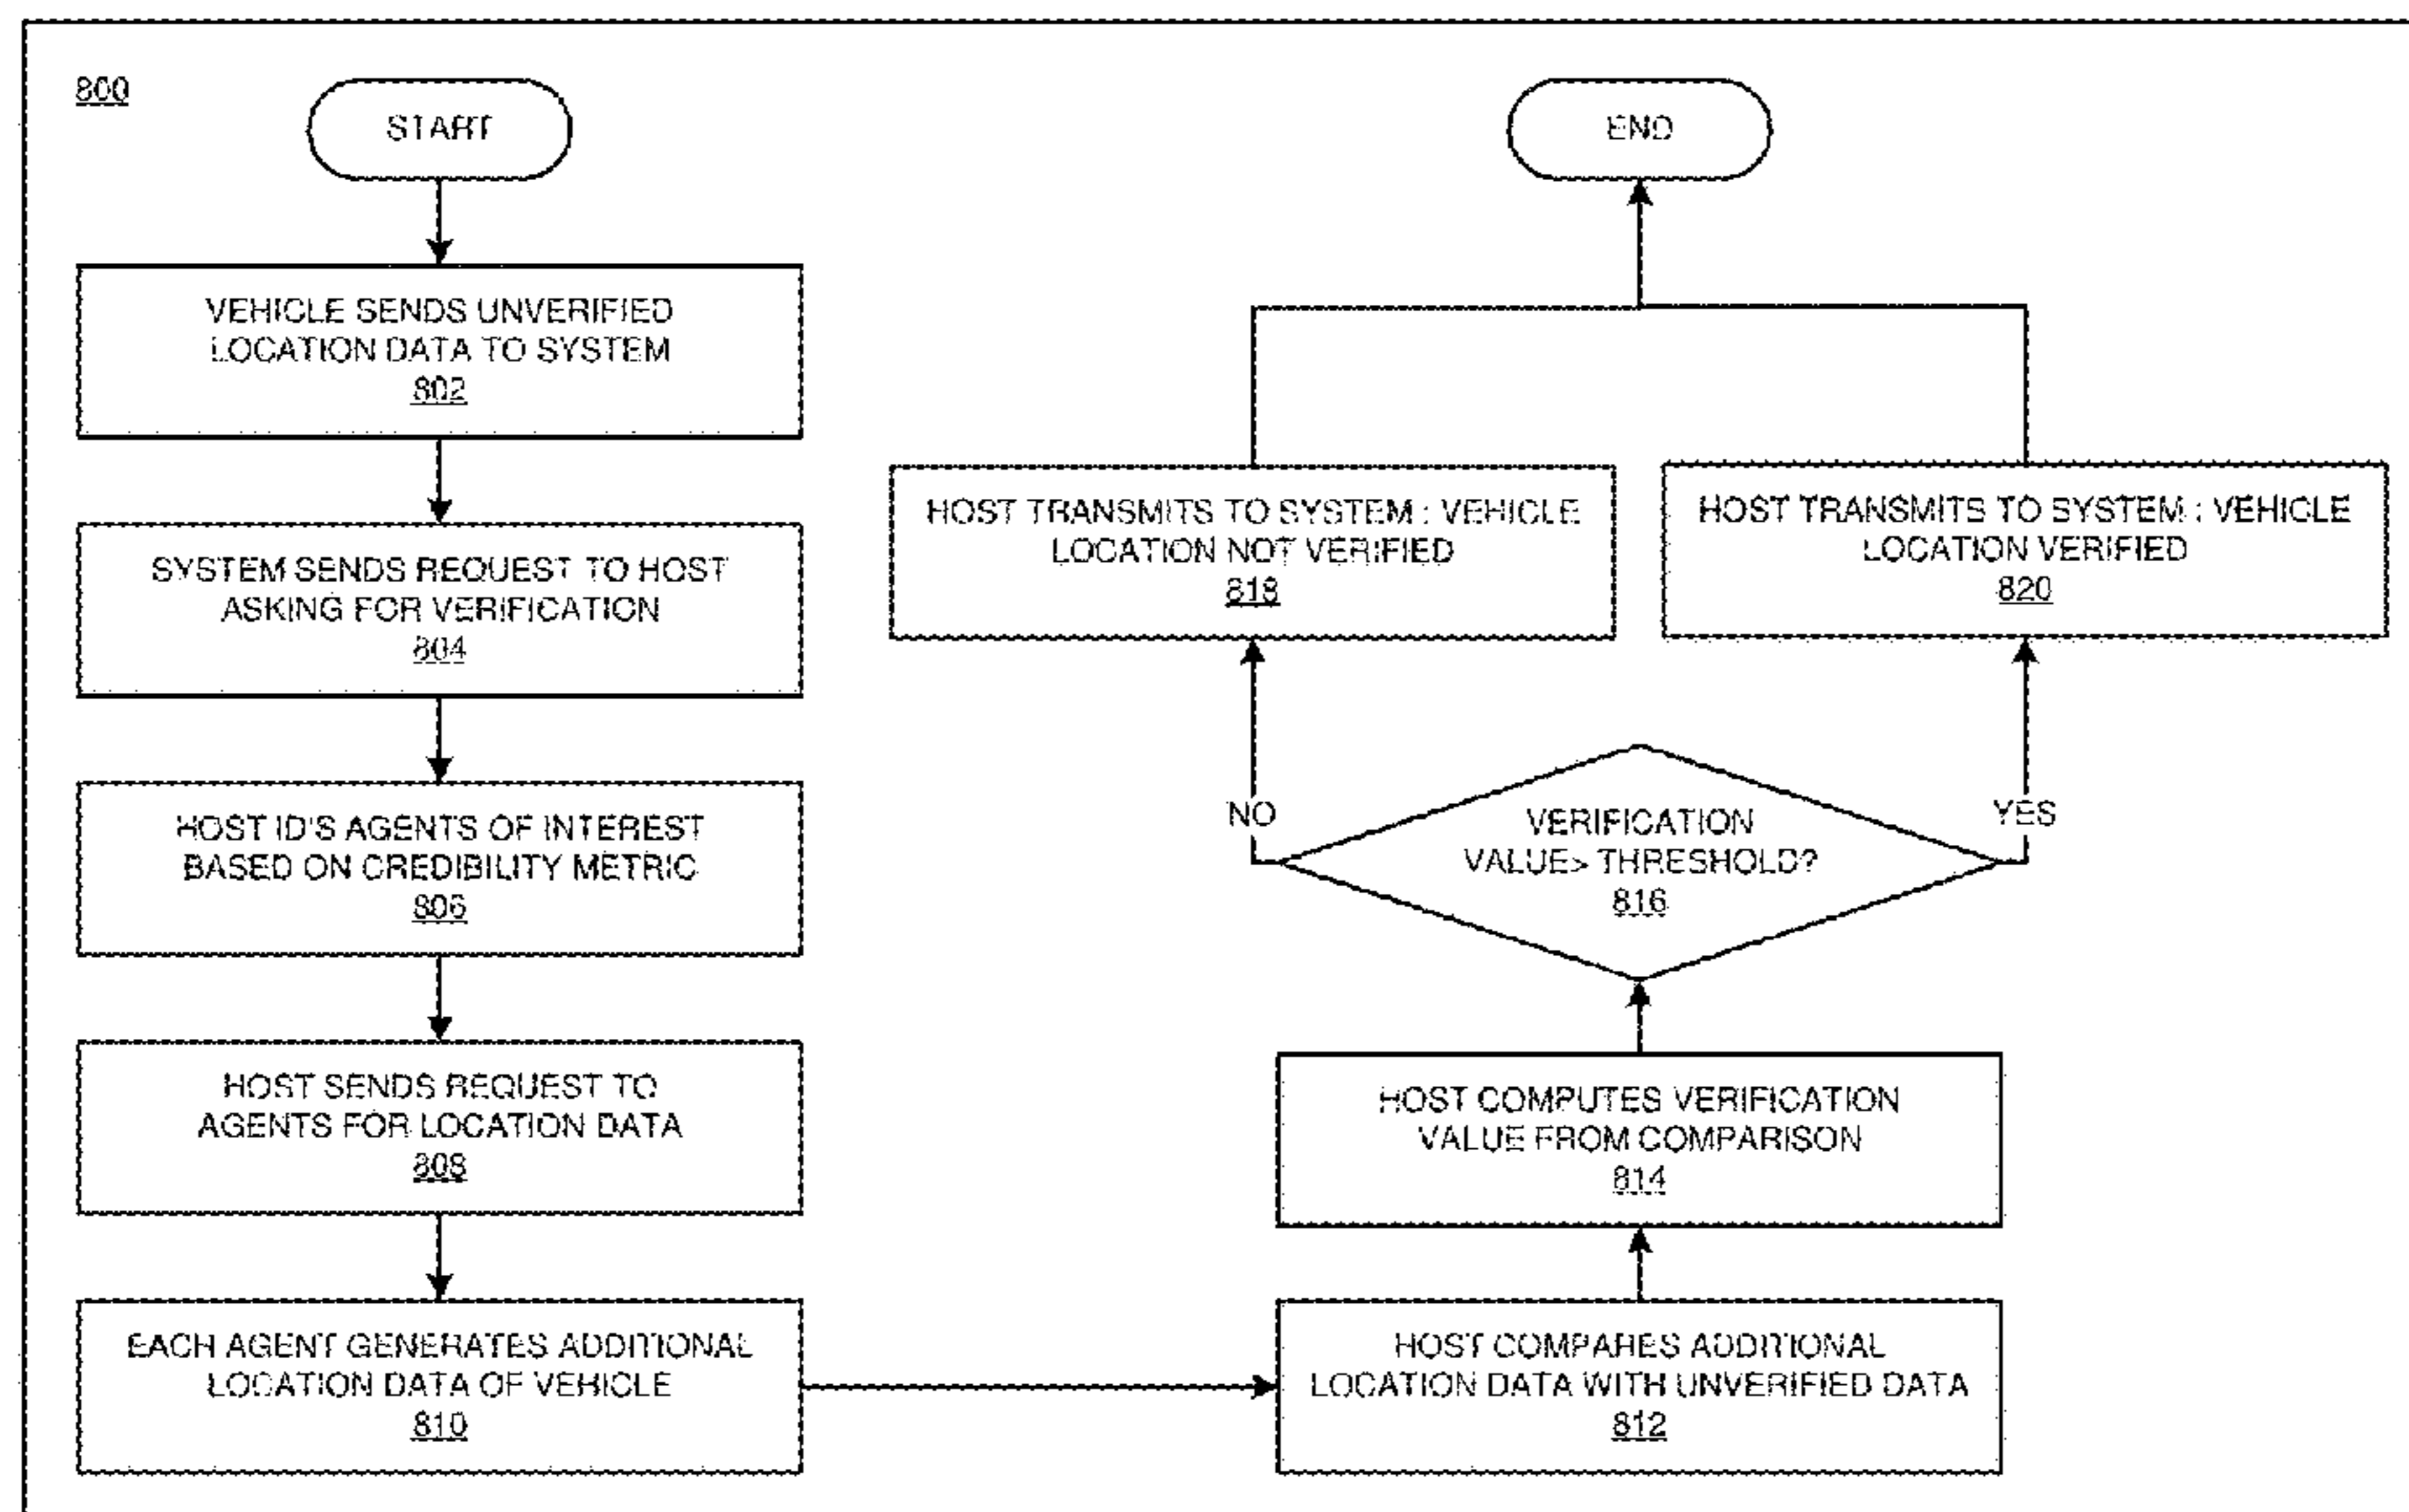 800
START
VEHICLE SENDS UNVERIFIED
LOCATION DATA TO SYSTEM
802
SYSTEM SENDS REQUEST TO HOST
ASKING FOR VERIFICATION
804
HOST ID'S AGENTS OF INTEREST
BASED ON CREDIBILITY METRIC
806
HOST SENDS REQUEST TO
AGENTS FOR LOCATION DATA
808
EACH AGENT GENERATES ADDITIONAL
LOCATION DATA OF VEHICLE
810
HOST COMPARES ADDITIONAL
LOCATION DATA WITH UNVERIFIED DATA
812
HOST COMPUTES VERIFICATION
VALUE FROM COMPARISON
814
VERIFICATION
VALUE> THRESHOLD?
816
NO
YES
HOST TRANSMITS TO SYSTEM : VEHICLE
LOCATION NOT VERIFIED
818
HOST TRANSMITS TO SYSTEM : VEHICLE
LOCATION VERIFIED
820
END